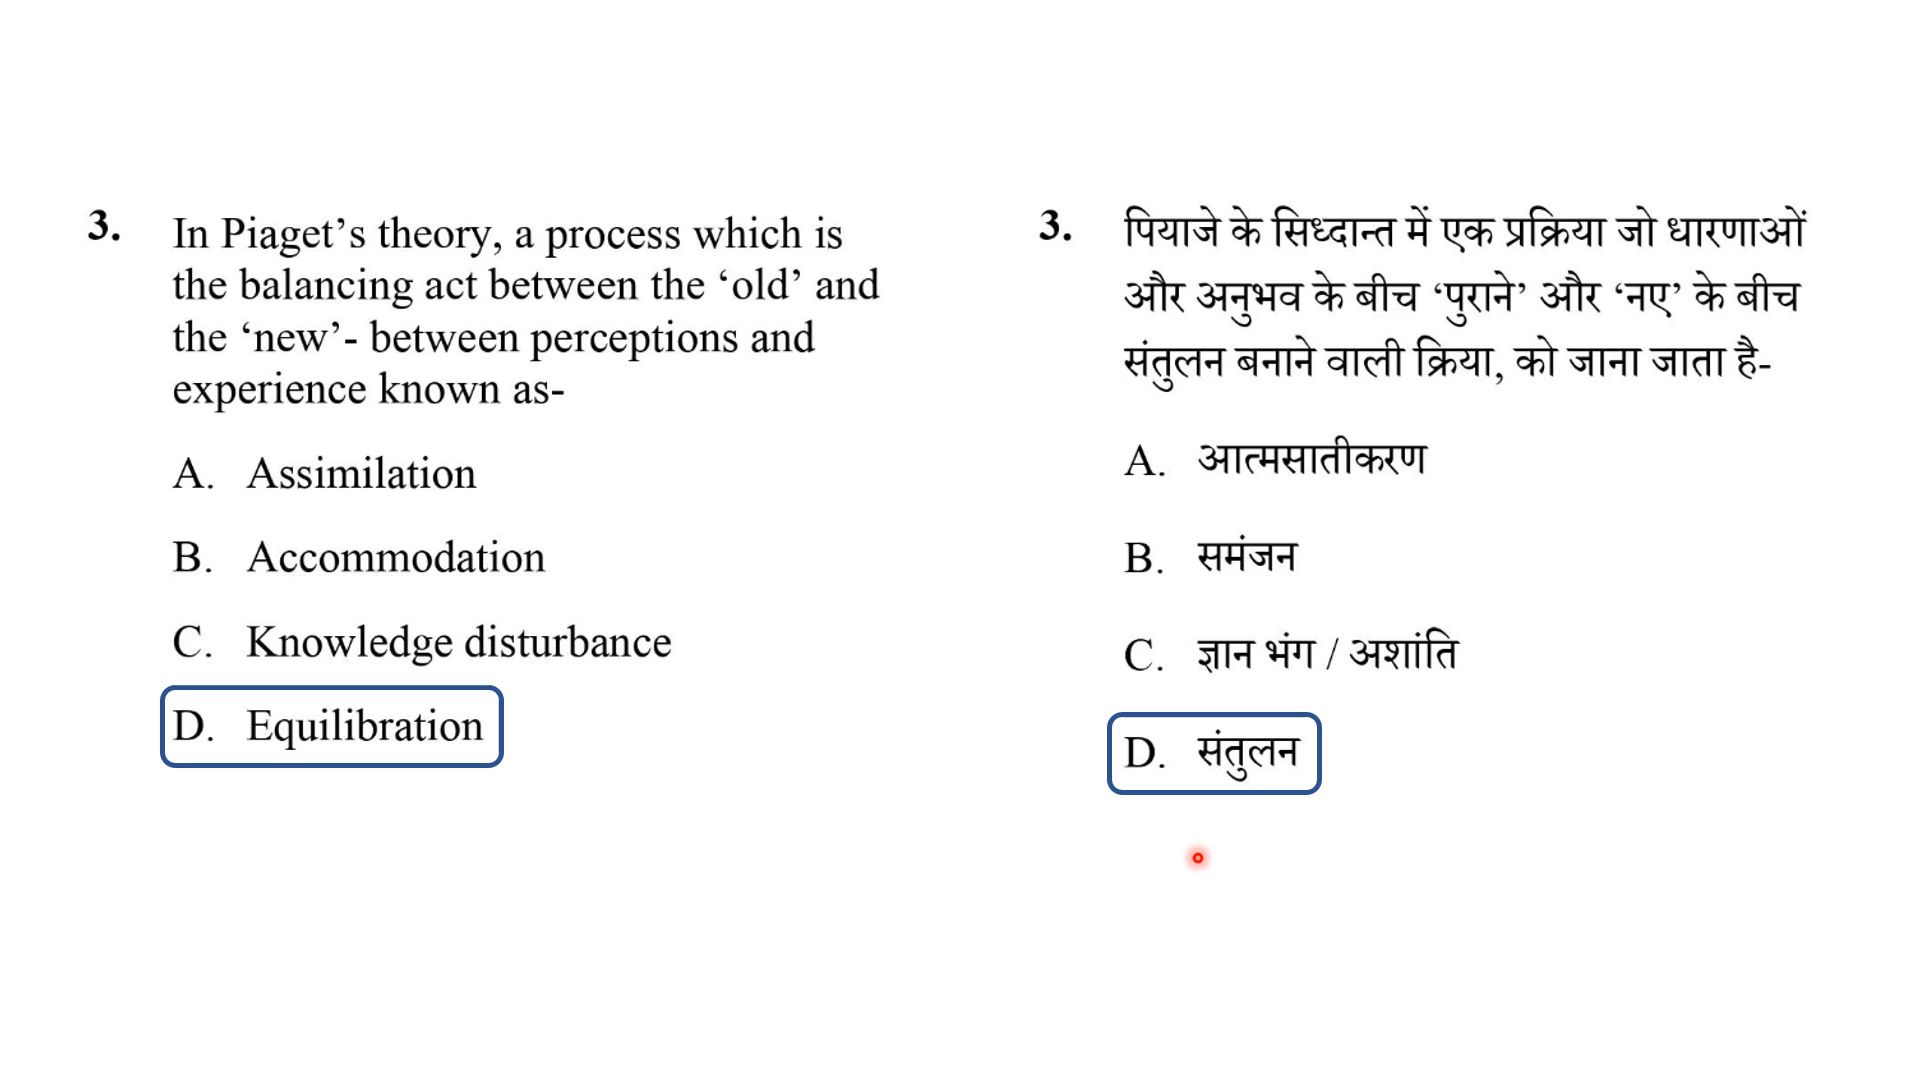 3. In Piaget’s theory, a process which is
the balancing act between the ‘old’ and
the ‘new’- between perceptions and
experience known as-
A. Assimilation
B. Accommodation
C. Knowledge disturbance
D. Equilibration
3. पियाजे के सिध्दान्त में एक प्रक्रिया जो धारणाओं
और अनुभव के बीच ‘पुराने’ और ‘नए’ के बीच
संतुलन बनाने वाली क्रिया, को जाना जाता है-
A. आत्मसातीकरण
B. समंजन
C. ज्ञान भंग / अशांति
D. संतुलन